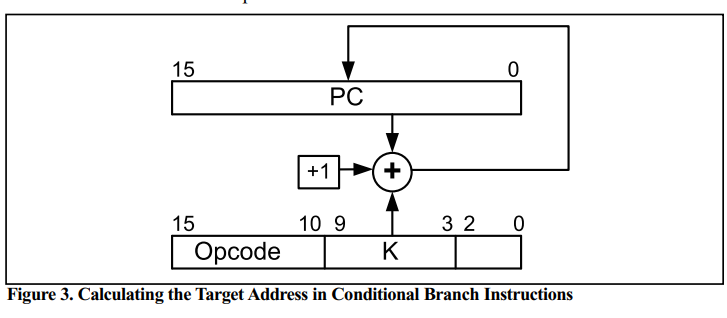 15 0
PC
+1 +
15 10 9 3 2 0
Opcode K
Figure 3. Calculating the Target Address in Conditional Branch Instructions